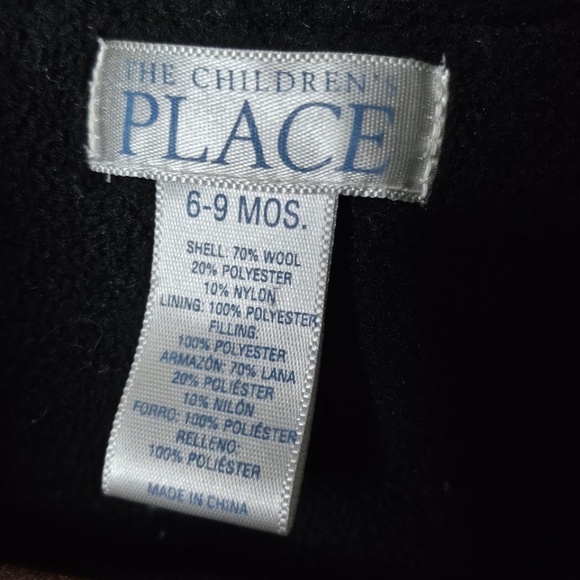 THE CHILDREN'S
PLACE
6-9 MOS.
SHELL: 70% WOOL
20% POLYESTER
10% NYLON
LINING: 100% POLYESTER
FILLING:
100% POLYESTER
ARMAZÓN: 70% LANA
20% POLIÉSTER
10% NILÓN
FORRO: 100% POLIÉSTER
RELLENO:
100% POLIÉSTER
MADE IN CHINA